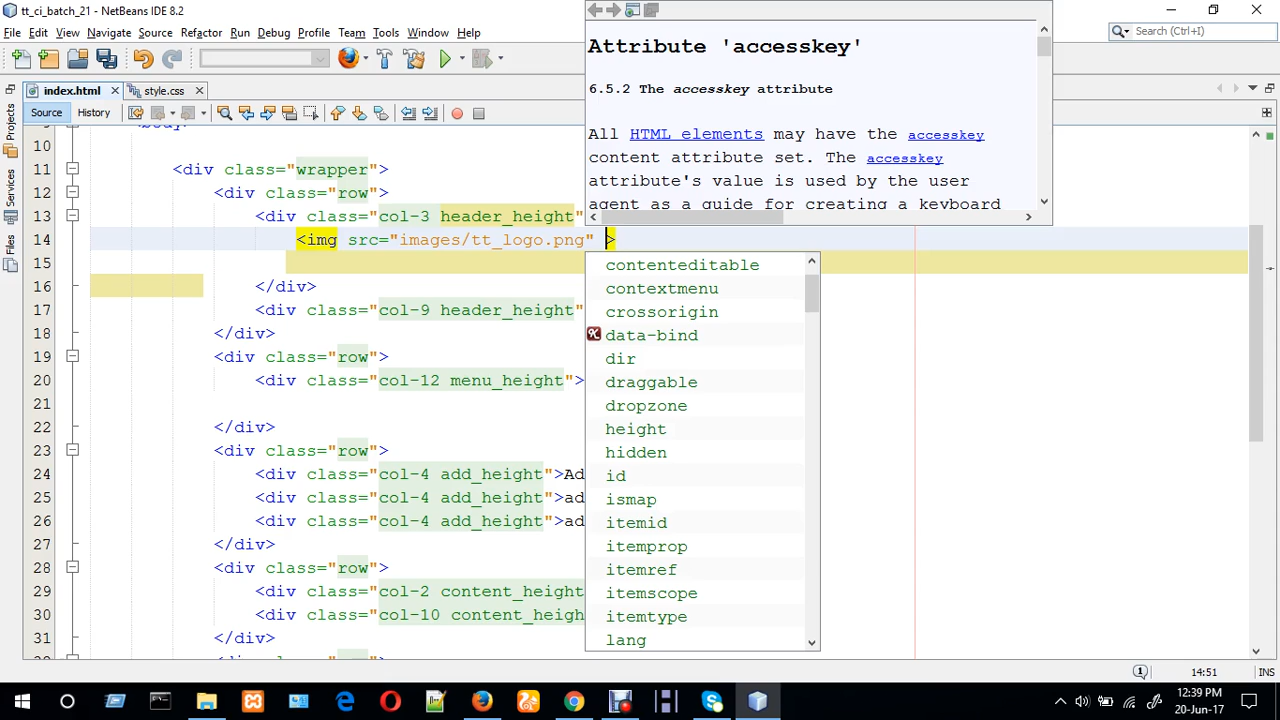 tt_ci_batch_21 - NetBeans IDE 8.2
File Edit View Navigate Source Refactor Run Debug Profile Team Tools Window Help
Search (Ctrl+I)
index.html style.css
Source History
Attribute 'accesskey'
6.5.2 The accesskey attribute
All HTML elements may have the accesskey
content attribute set. The accesskey
attribute's value is used by the user
agent as a guide for creating a keyboard
Projects
Services
Files
10
11 <div class="wrapper">
12 <div class="row">
13 <div class="col-3 header_height"
14 <img src="images/tt_logo.png" >
15
16 </div>
17 <div class="col-9 header_height"
18 </div>
19 <div class="row">
20 <div class="col-12 menu_height">
21
22 </div>
23 <div class="row">
24 <div class="col-4 add_height">Ad
25 <div class="col-4 add_height">ad
26 <div class="col-4 add_height">ad
27 </div>
28 <div class="row">
29 <div class="col-2 content_height
30 <div class="col-10 content_heigh
31 </div>
contenteditable
contextmenu
crossorigin
data-bind
dir
draggable
dropzone
height
hidden
id
ismap
itemid
itemprop
itemref
itemscope
itemtype
lang
14:51 INS
12:39 PM
20-Jun-17